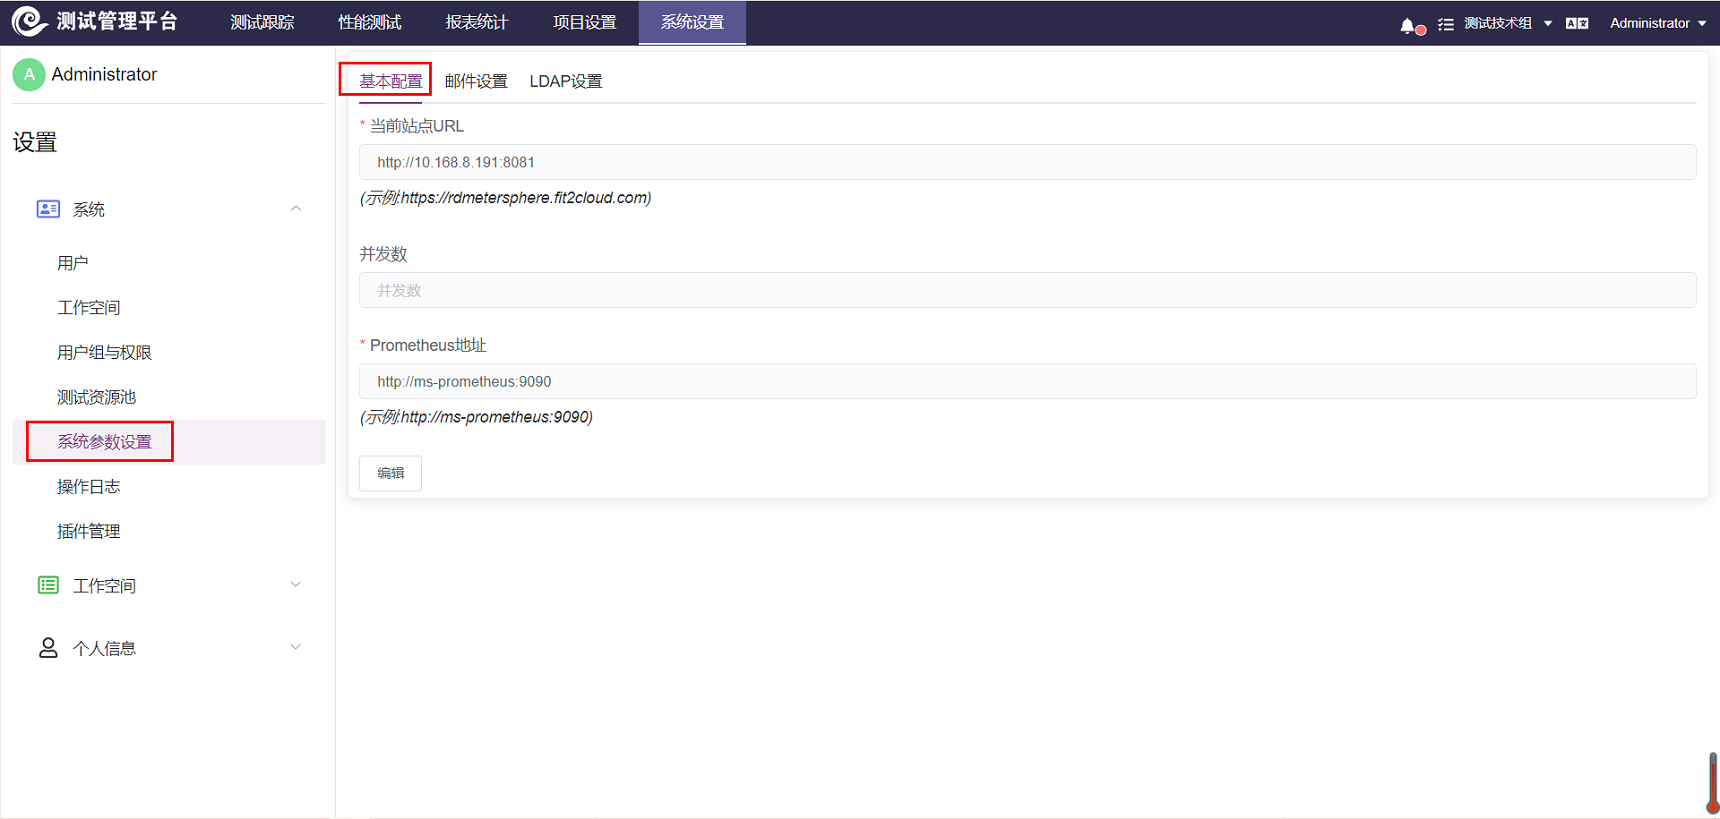 测试管理平台 测试跟踪 性能测试 报表统计 项目设置 系统设置 测试技术组 Administrator
A Administrator
设置
系统
用户
工作空间
用户组与权限
测试资源池
系统参数设置
操作日志
插件管理
工作空间
个人信息
基本配置 邮件设置 LDAP设置
* 当前站点URL
http://10.168.8.191:8081
(示例:https://rdmetersphere.fit2cloud.com)
并发数
并发数
* Prometheus地址
http://ms-prometheus:9090
(示例:http://ms-prometheus:9090)
编辑